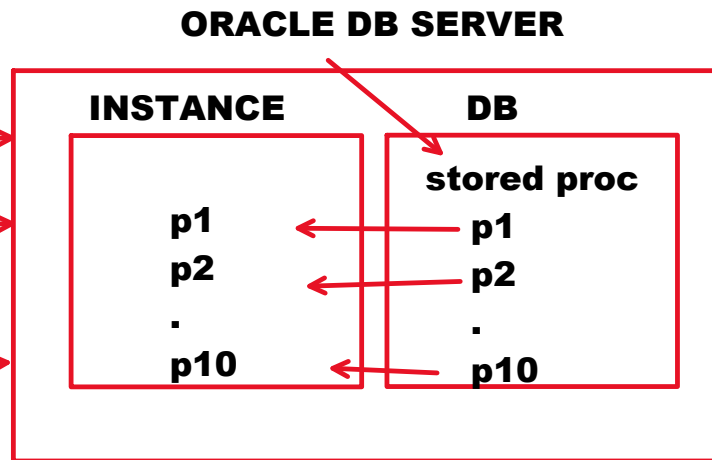 ORACLE DB SERVER
INSTANCE
DB
stored proc
p1
p2
.
p10
p1
p2
.
p10